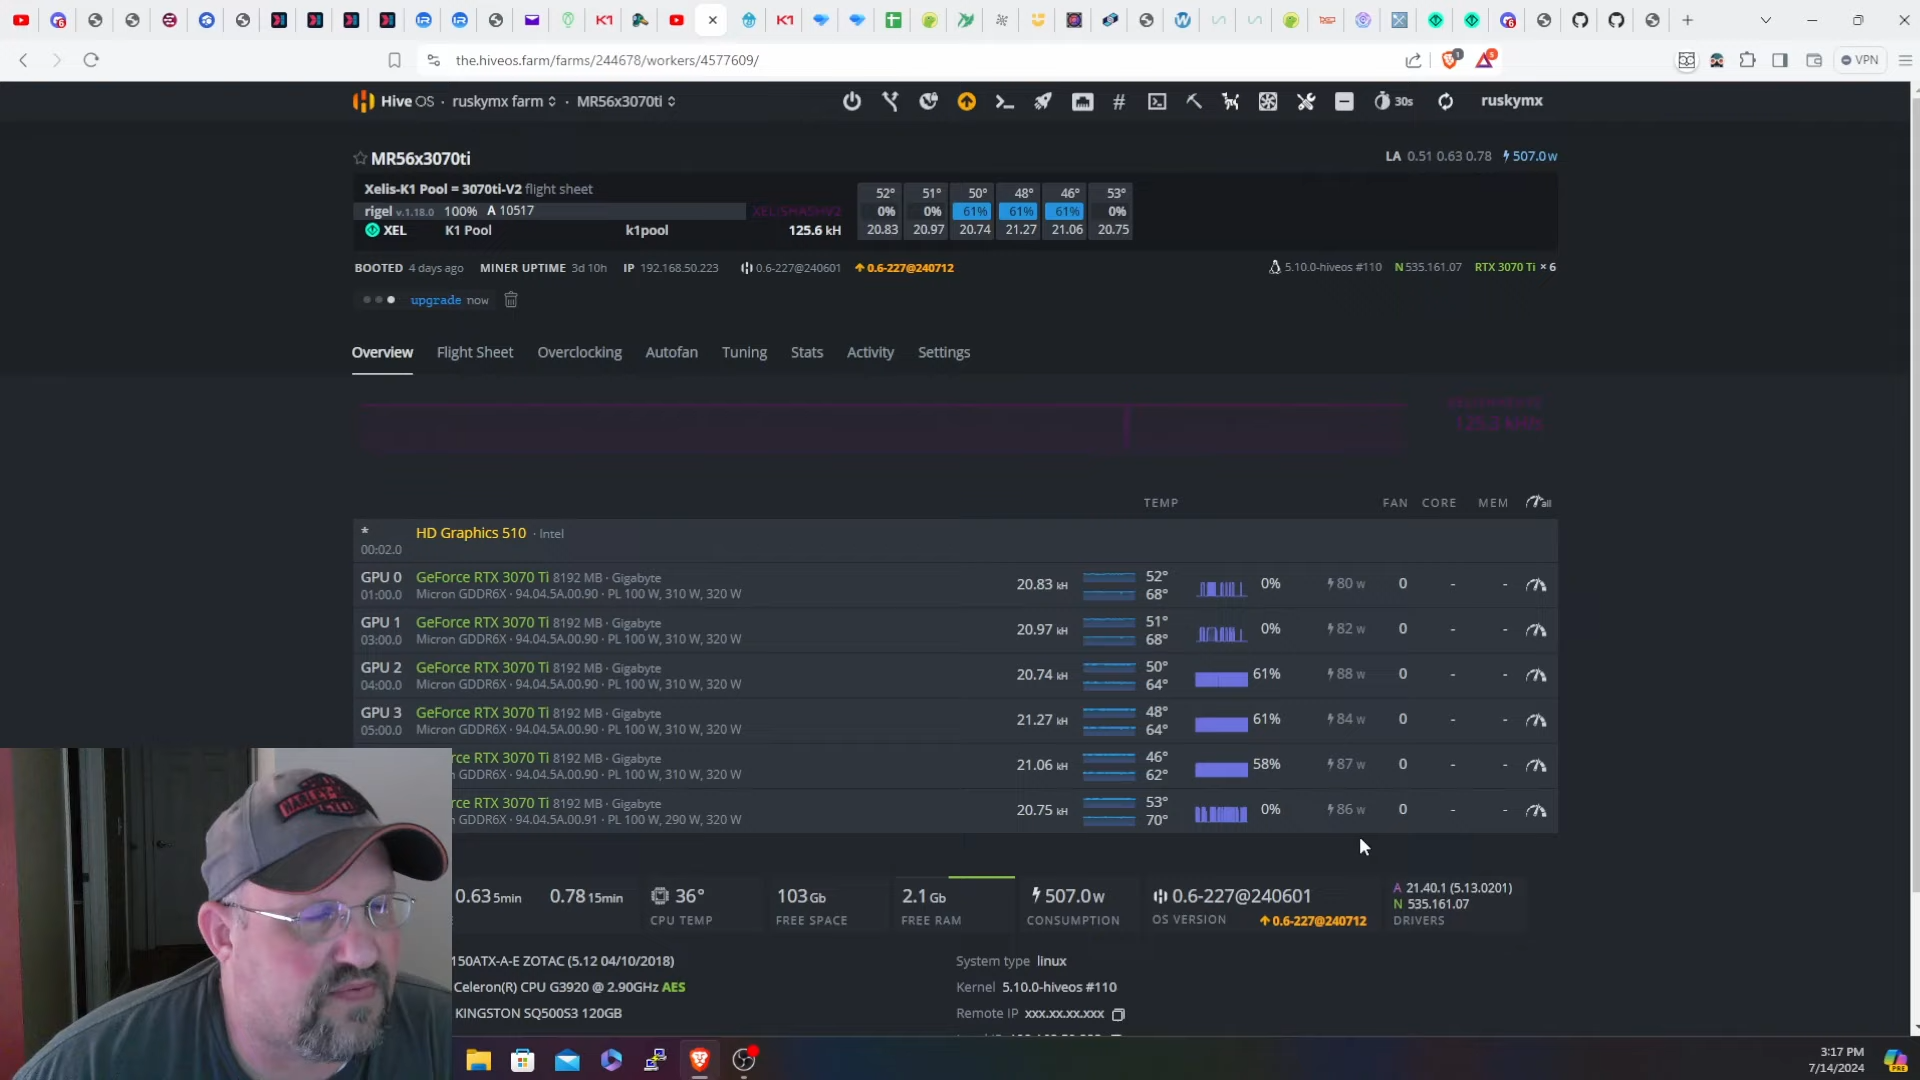 the.hiveos.farm/farms/244678/workers/4577609/
VPN
Hive OS · ruskymx farm MR56x3070ti
30s
ruskymx
MR56x3070ti
LA 0.51 0.63 0.78 507.0 W
Xelis-K1 Pool = 3070ti-V2 flight sheet
rigel v.1.18.0 100% A 10517 XELISHASHV2
XEL K1 Pool k1pool 125.6 kH
52° 51° 50° 48° 46° 53°
0% 0% 61% 61% 61% 0%
20.83 20.97 20.74 21.27 21.06 20.75
BOOTED 4 days ago MINER UPTIME 3d 10h IP 192.168.50.223 0.6-227@240601 0.6-227@240712
5.10.0-hiveos #110 N 535.161.07 RTX 3070 Ti × 6
upgrade now
Overview Flight Sheet Overclocking Autofan Tuning Stats Activity Settings
TEMP FAN CORE MEM all
* HD Graphics 510 · Intel
00:02.0
GPU 0 GeForce RTX 3070 Ti 8192 MB · Gigabyte 20.83 kH 52° 0% 80 W 0 - -
01:00.0 Micron GDDR6X · 94.04.5A.00.90 · PL 100 W, 310 W, 320 W 68°
GPU 1 GeForce RTX 3070 Ti 8192 MB · Gigabyte 20.97 kH 51° 0% 82 W 0 - -
03:00.0 Micron GDDR6X · 94.04.5A.00.90 · PL 100 W, 310 W, 320 W 68°
GPU 2 GeForce RTX 3070 Ti 8192 MB · Gigabyte 20.74 kH 50° 61% 88 W 0 - -
04:00.0 Micron GDDR6X · 94.04.5A.00.90 · PL 100 W, 310 W, 320 W 64°
GPU 3 GeForce RTX 3070 Ti 8192 MB · Gigabyte 21.27 kH 48° 61% 84 W 0 - -
05:00.0 Micron GDDR6X · 94.04.5A.00.90 · PL 100 W, 310 W, 320 W 64°
rce RTX 3070 Ti 8192 MB · Gigabyte 21.06 kH 46° 58% 87 W 0 - -
on GDDR6X · 94.04.5A.00.90 · PL 100 W, 310 W, 320 W 62°
rce RTX 3070 Ti 8192 MB · Gigabyte 20.75 kH 53° 0% 86 W 0 - -
on GDDR6X · 94.04.5A.00.91 · PL 100 W, 290 W, 320 W 70°
0.63 5min 0.78 15min
36°
CPU TEMP
103 Gb
FREE SPACE
2.1 Gb
FREE RAM
507.0 W
CONSUMPTION
0.6-227@240601
OS VERSION 0.6-227@240712
A 21.40.1 (5.13.0201)
N 535.161.07
DRIVERS
150ATX-A-E ZOTAC (5.12 04/10/2018)
Celeron(R) CPU G3920 @ 2.90GHz AES
KINGSTON SQ500S3 120GB
System type linux
Kernel 5.10.0-hiveos #110
Remote IP xxx.xx.xx.xxx
HARLEY
3:17 PM
7/14/2024